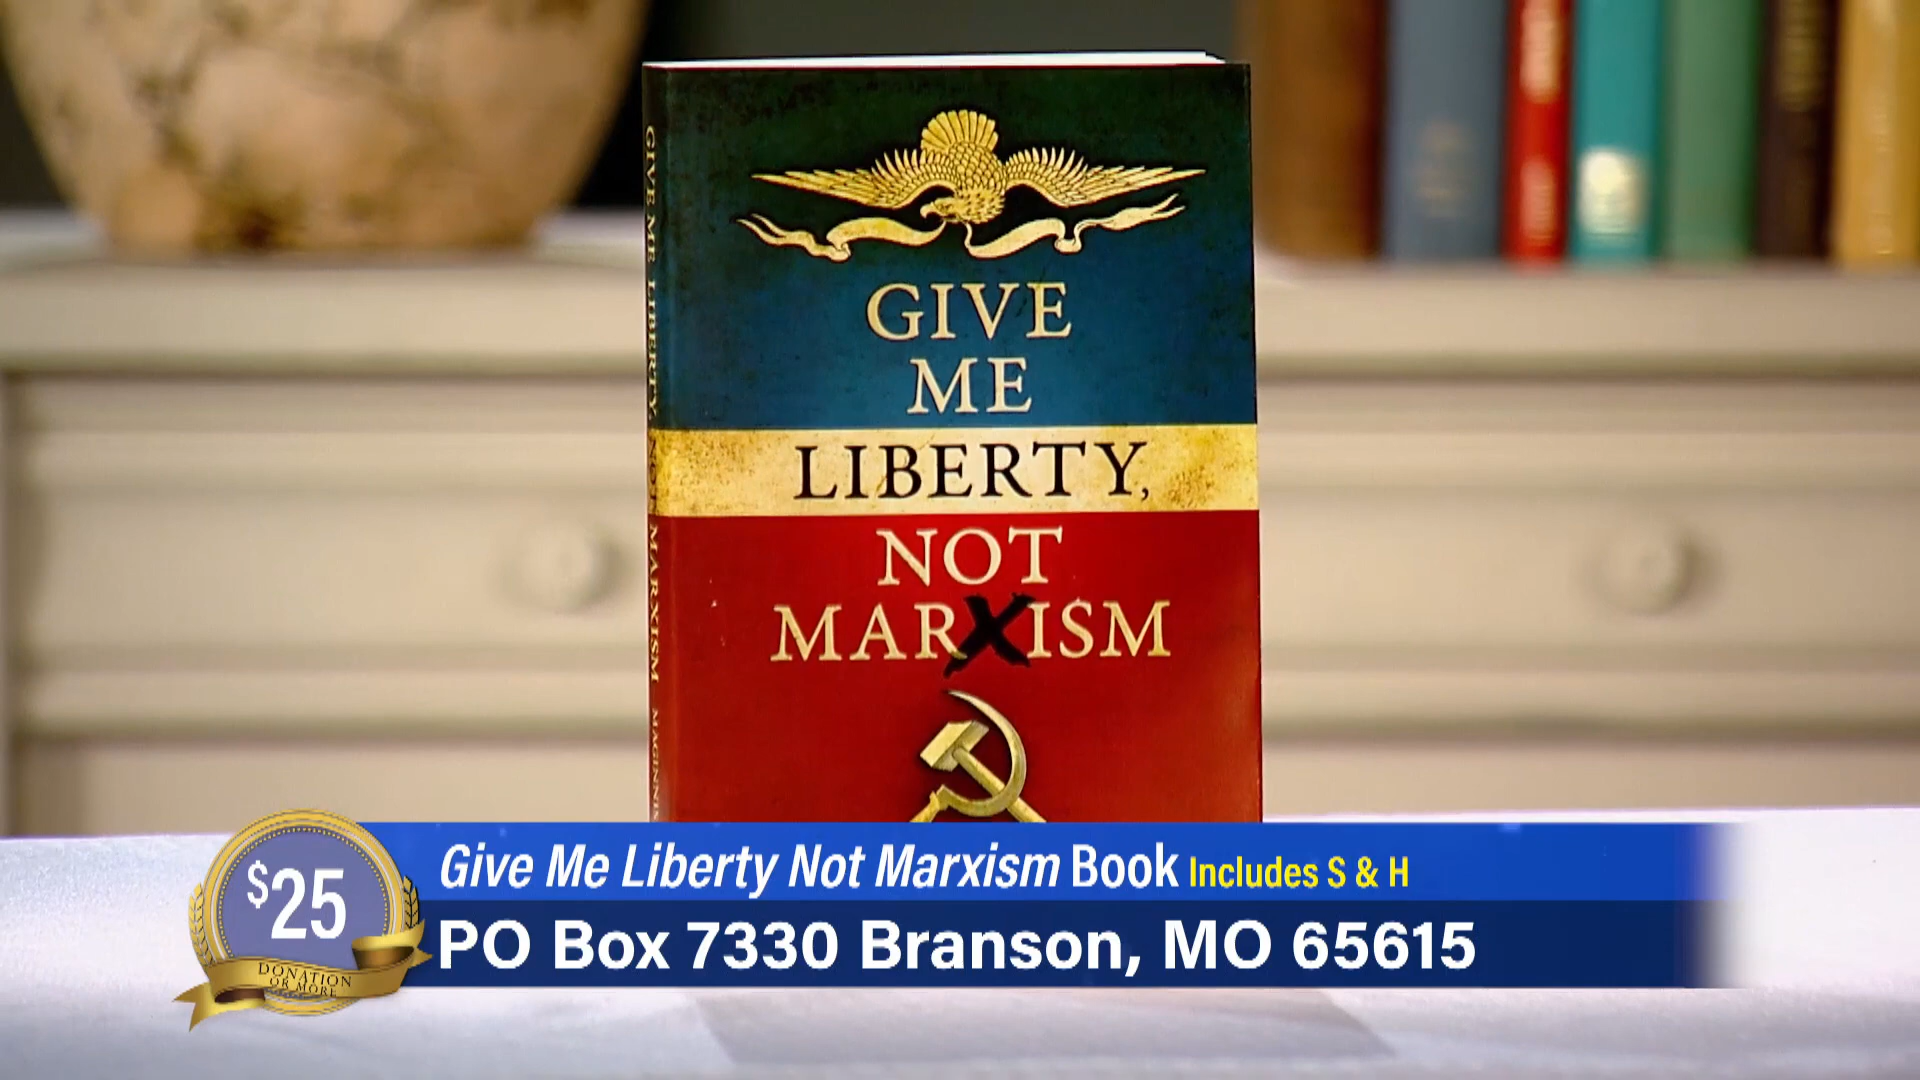 GIVE
ME
LIBERTY,
NOT
MARXISM
GIVE ME LIBERTY, NOT MARXISM
$25
DONATION
OR MORE
Give Me Liberty Not Marxism Book Includes S & H
PO Box 7330 Branson, MO 65615